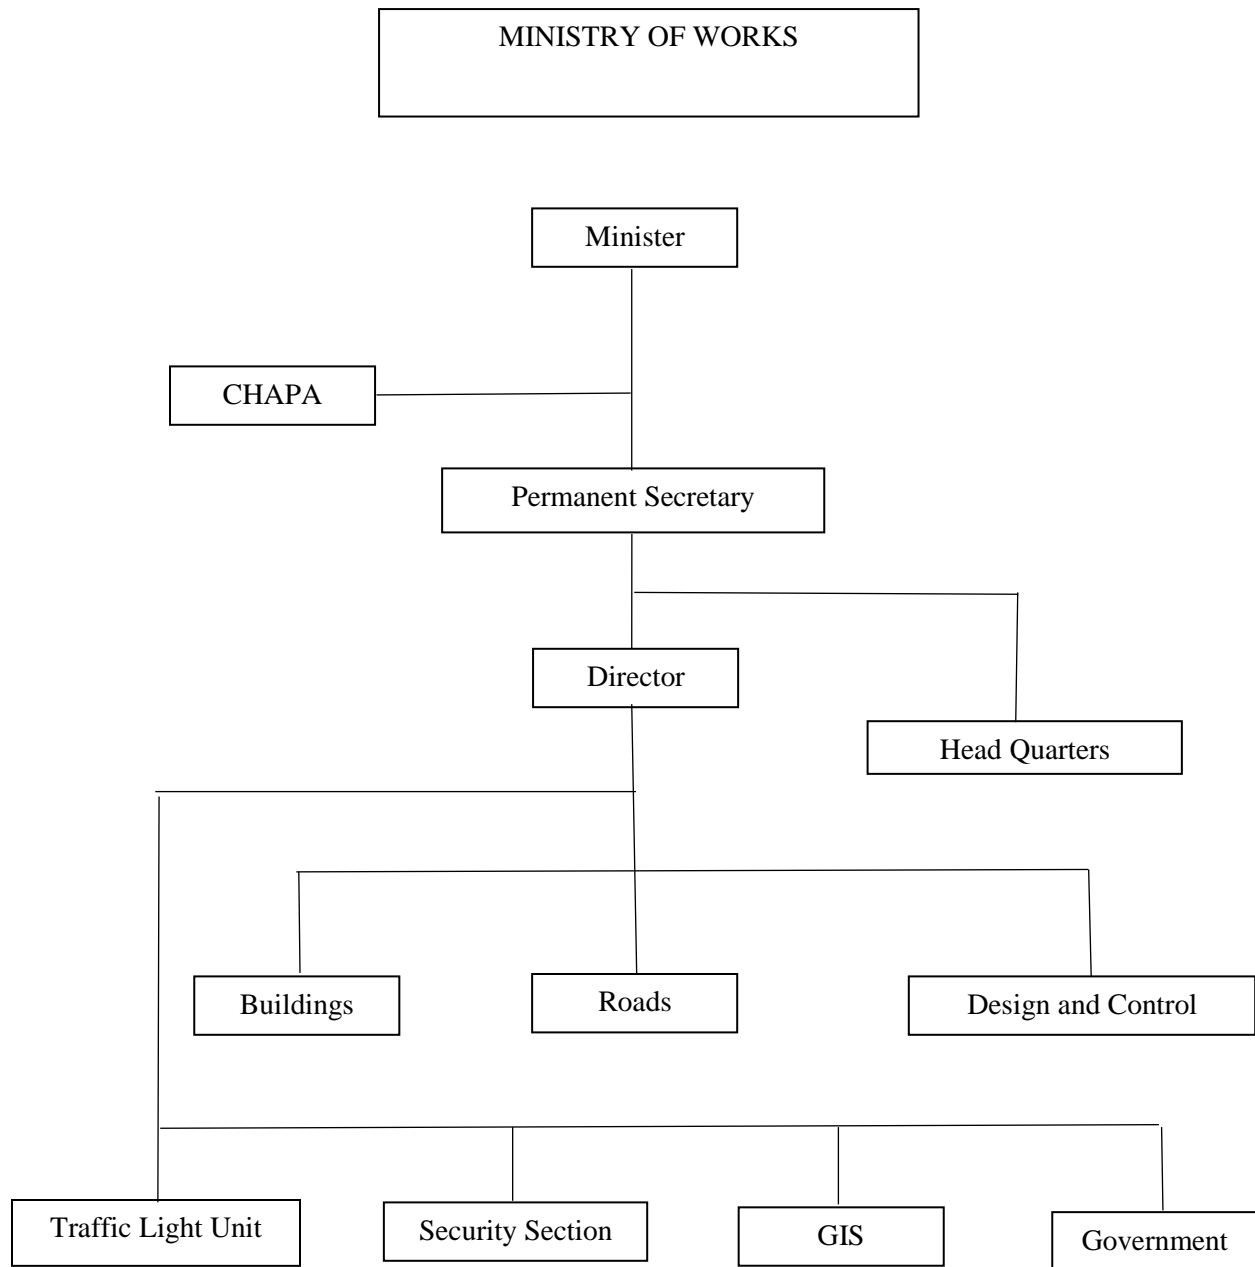 MINISTRY OF WORKS
Minister
CHAPA
Permanent Secretary
Director
Head Quarters
Buildings
Roads
Design and Control
Traffic Light Unit
Security Section
GIS
Government